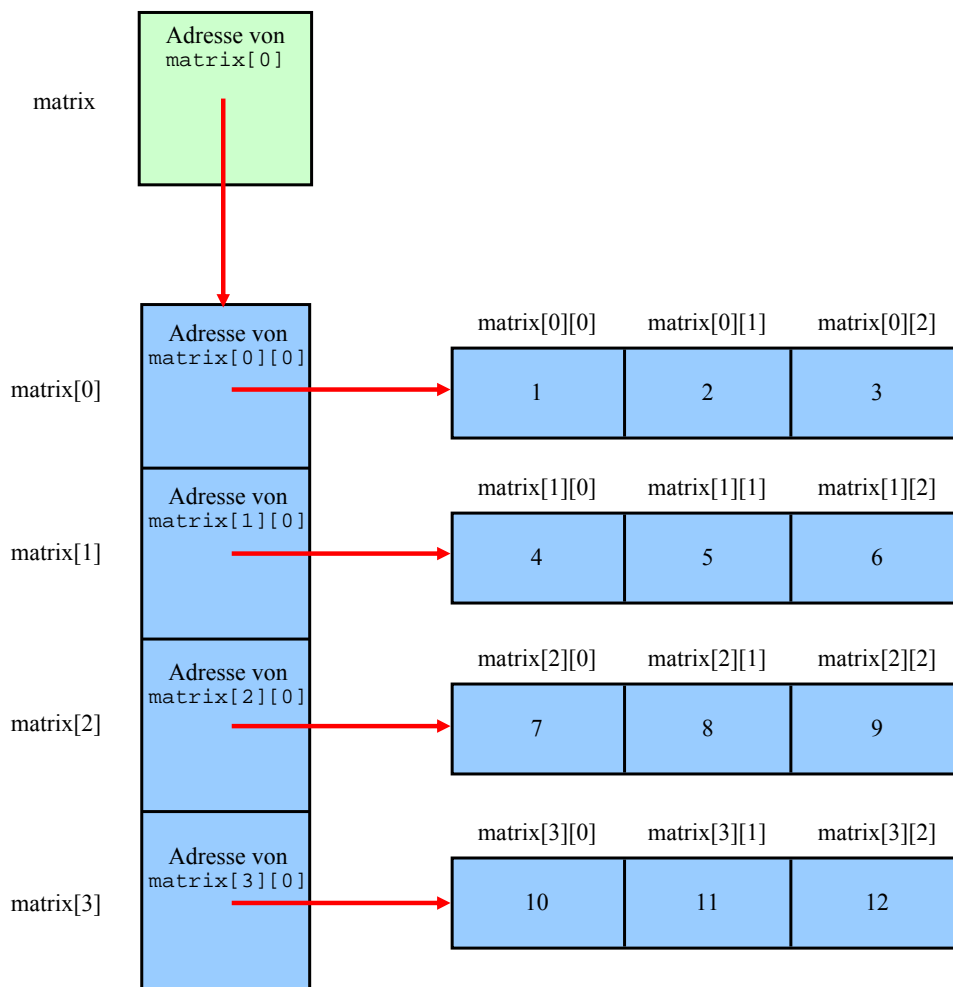 Adresse von
matrix[0]
matrix
Adresse von
matrix[0][0]
matrix[0]
matrix[0][0] matrix[0][1] matrix[0][2]
1 2 3
Adresse von
matrix[1][0]
matrix[1]
matrix[1][0] matrix[1][1] matrix[1][2]
4 5 6
Adresse von
matrix[2][0]
matrix[2]
matrix[2][0] matrix[2][1] matrix[2][2]
7 8 9
Adresse von
matrix[3][0]
matrix[3]
matrix[3][0] matrix[3][1] matrix[3][2]
10 11 12